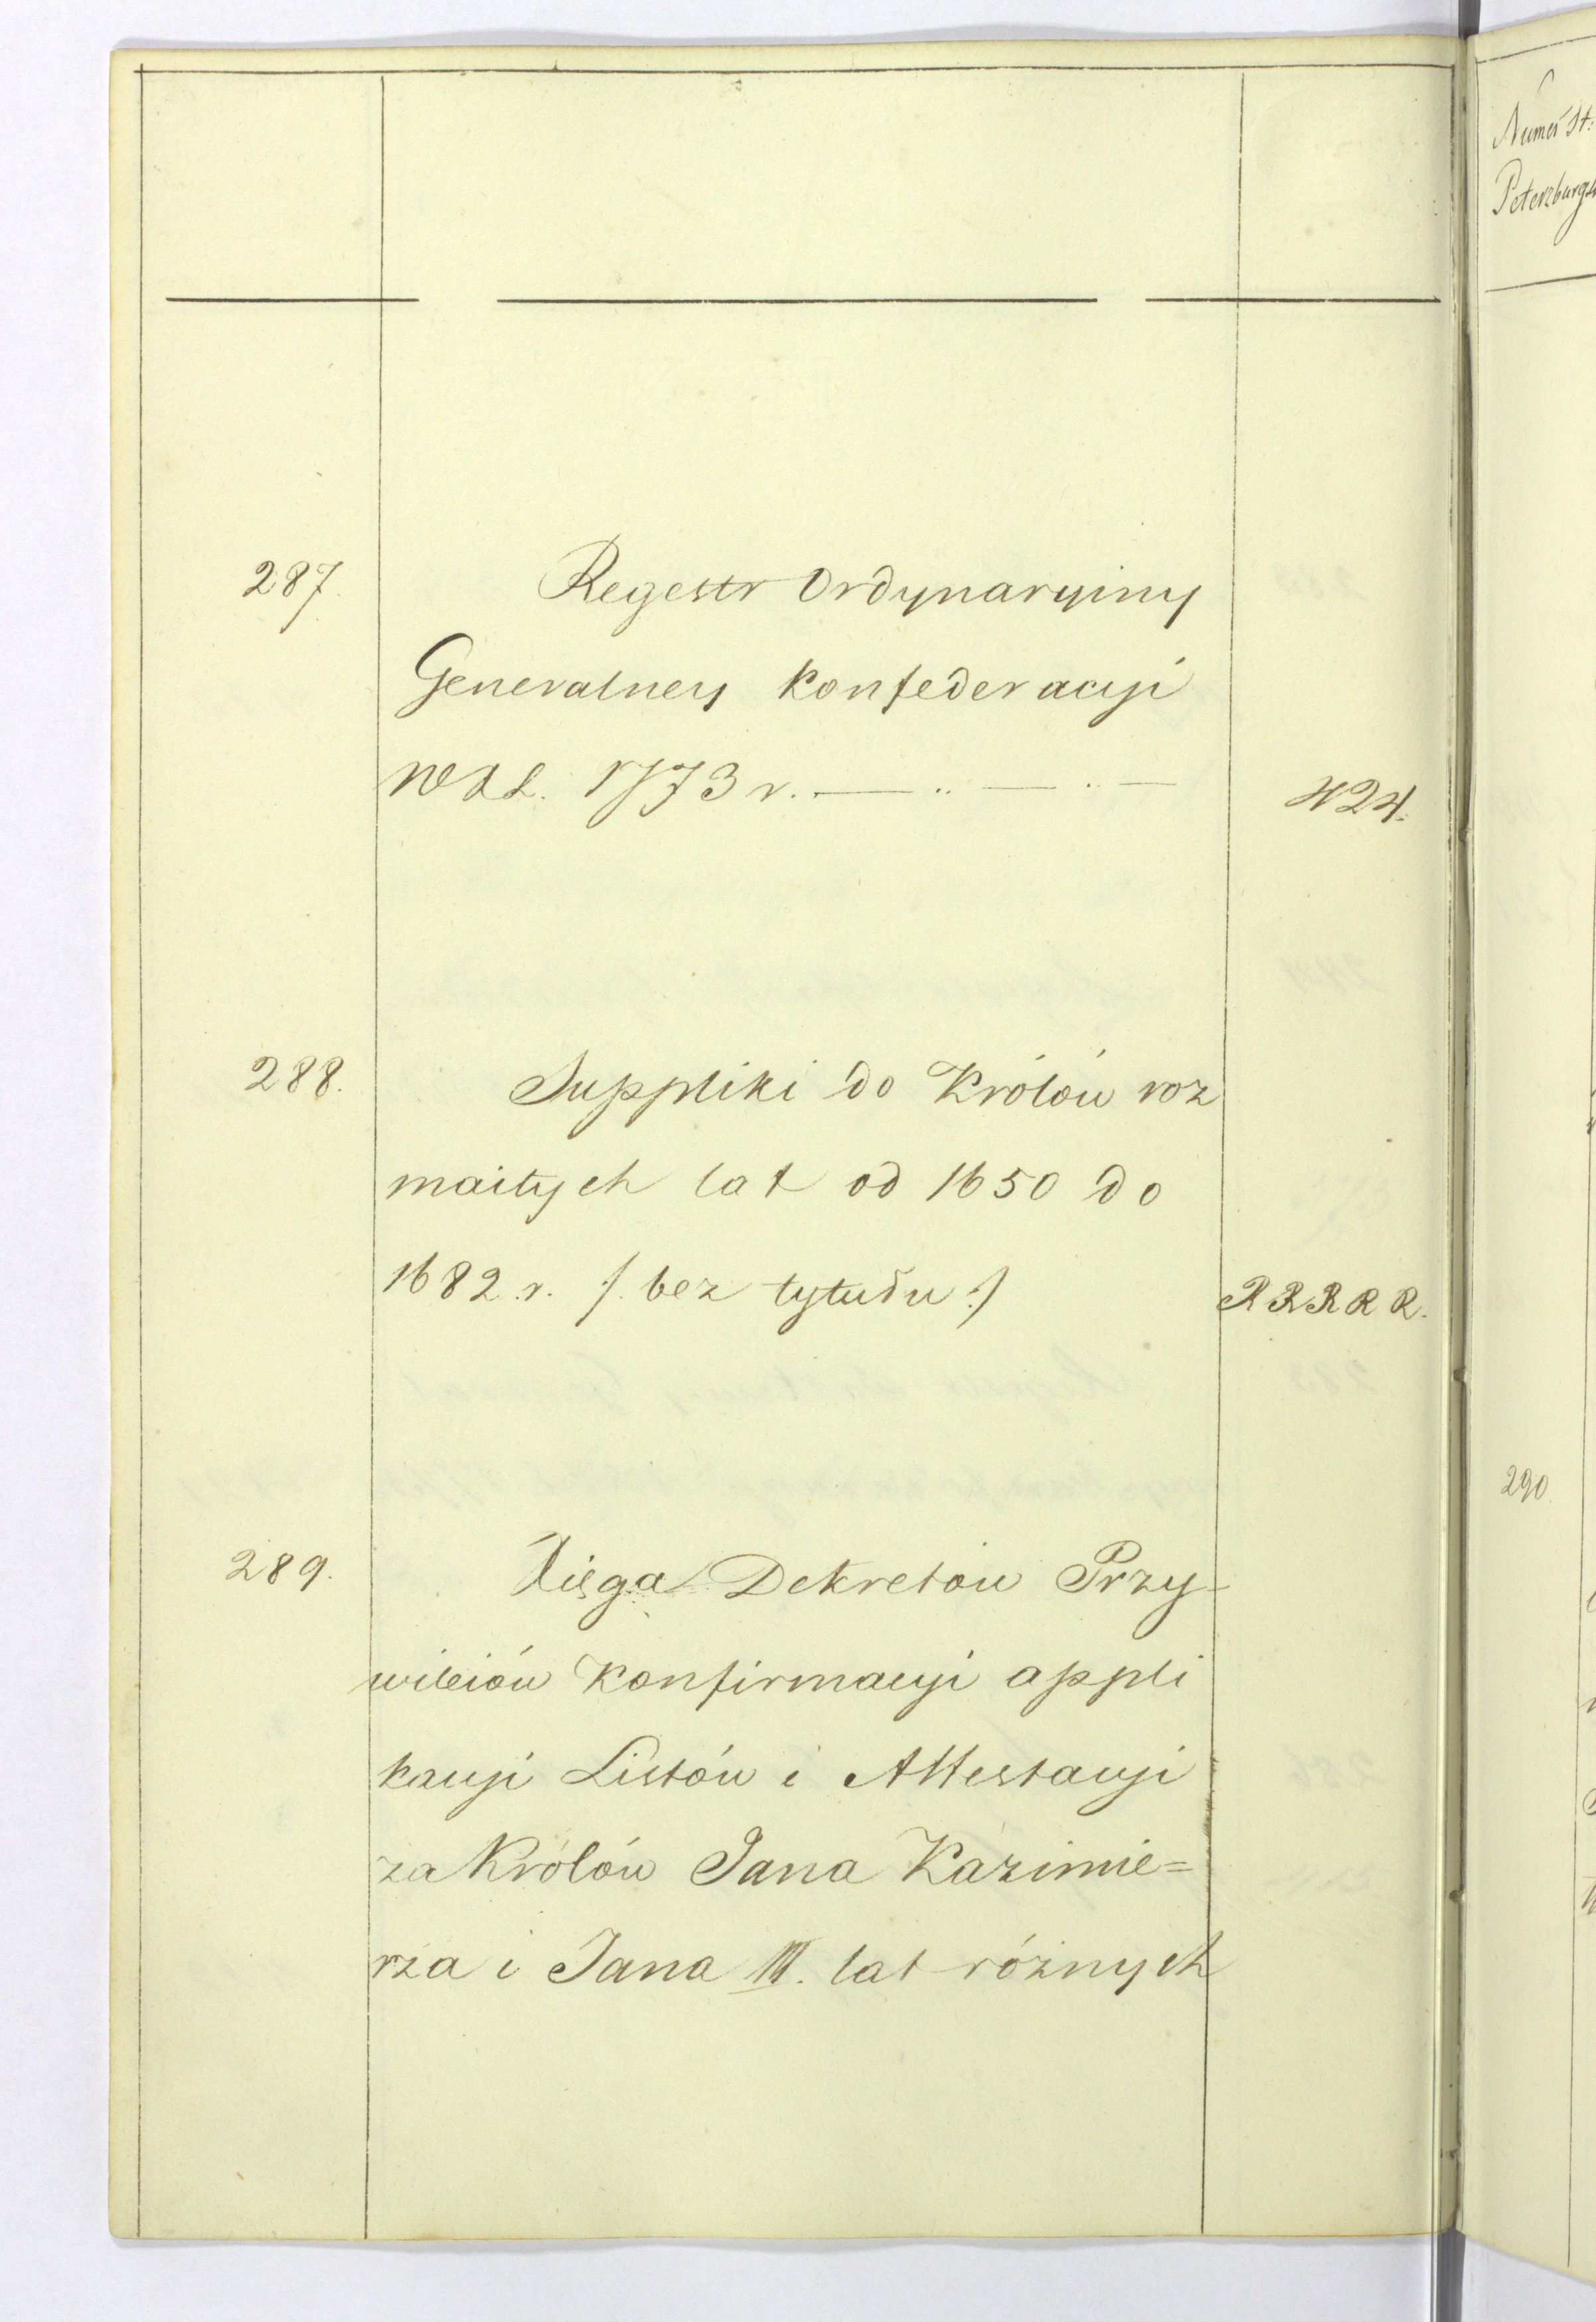 287. Regestr Ordynaryiny
Generalney Konfederacyi
WXL. 1773 r. — .. — .. — 424.
288. Suppliki do Królów roz
maitych lat od 1650 do
1682 r. /. bez tytułu ./ RRRRR.
289. Xięga Dekretów Przy-
wileiów Konfirmacyi appli
kacyi Listów i Attestacyi
za Królów Jana Kazimie=
rza i Jana III. lat różnych
Numer St:
290